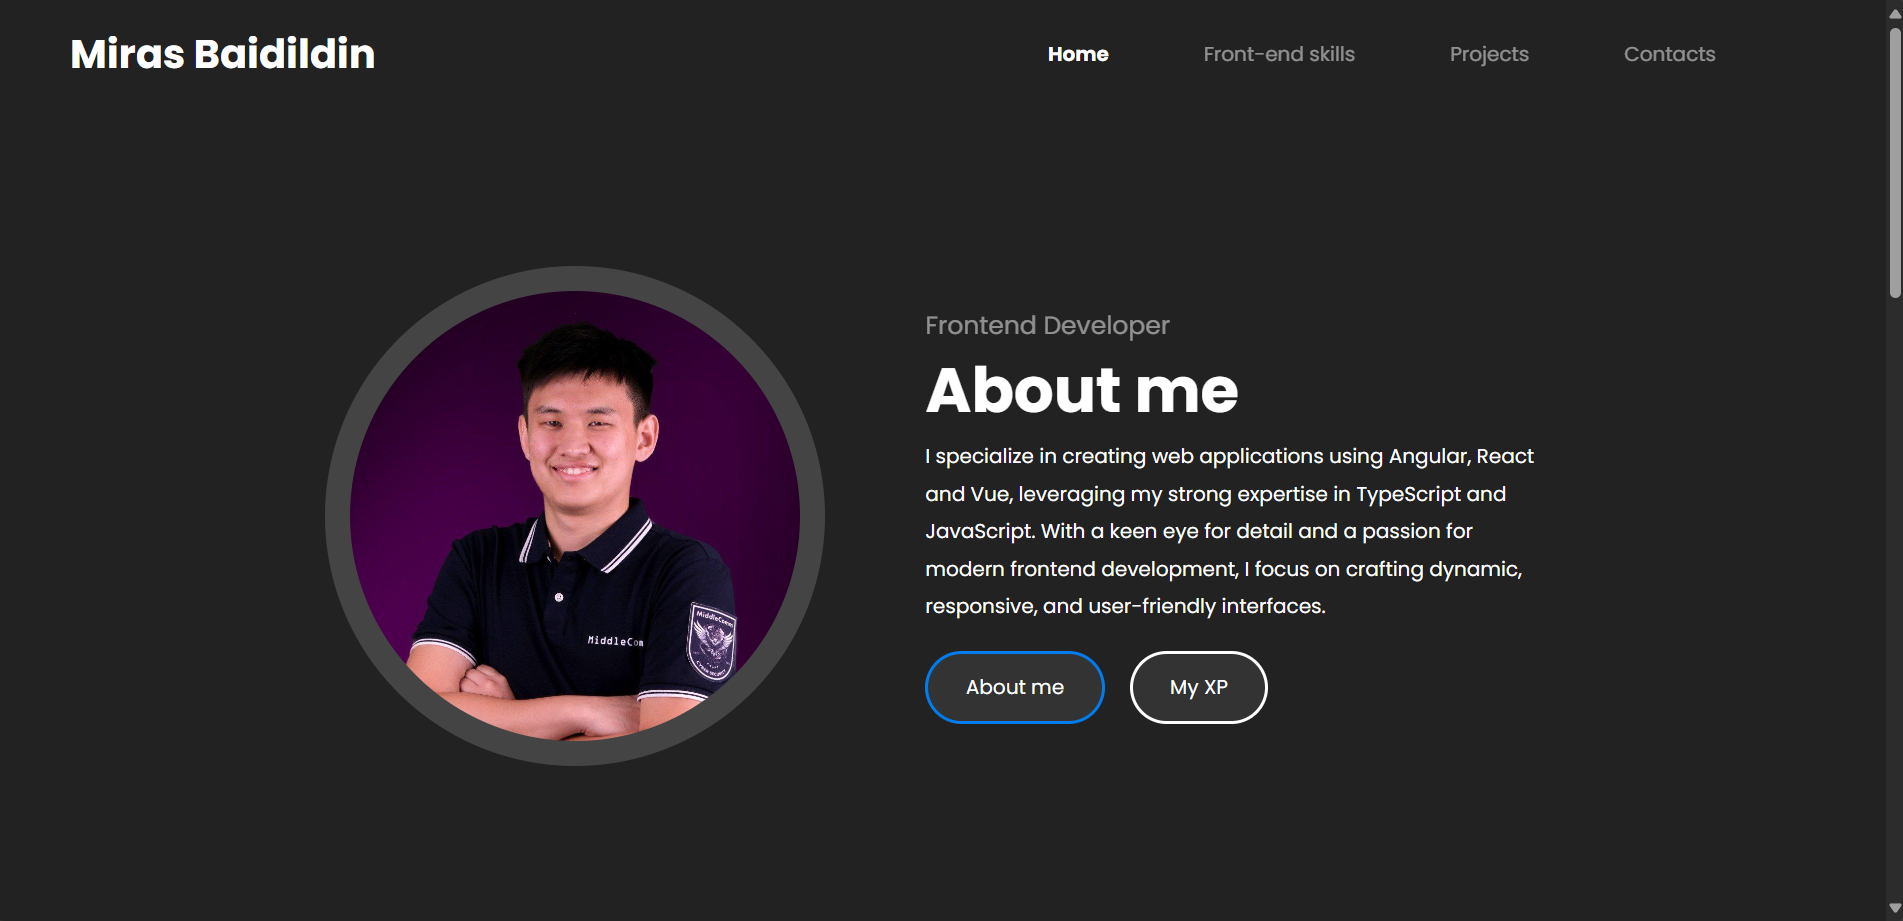 Miras Baidildin
Home
Front-end skills
Projects
Contacts
Frontend Developer
About me
I specialize in creating web applications using Angular, React
and Vue, leveraging my strong expertise in TypeScript and
JavaScript. With a keen eye for detail and a passion for
modern frontend development, I focus on crafting dynamic,
responsive, and user-friendly interfaces.
About me
My XP
MiddleCom
MiddleComm